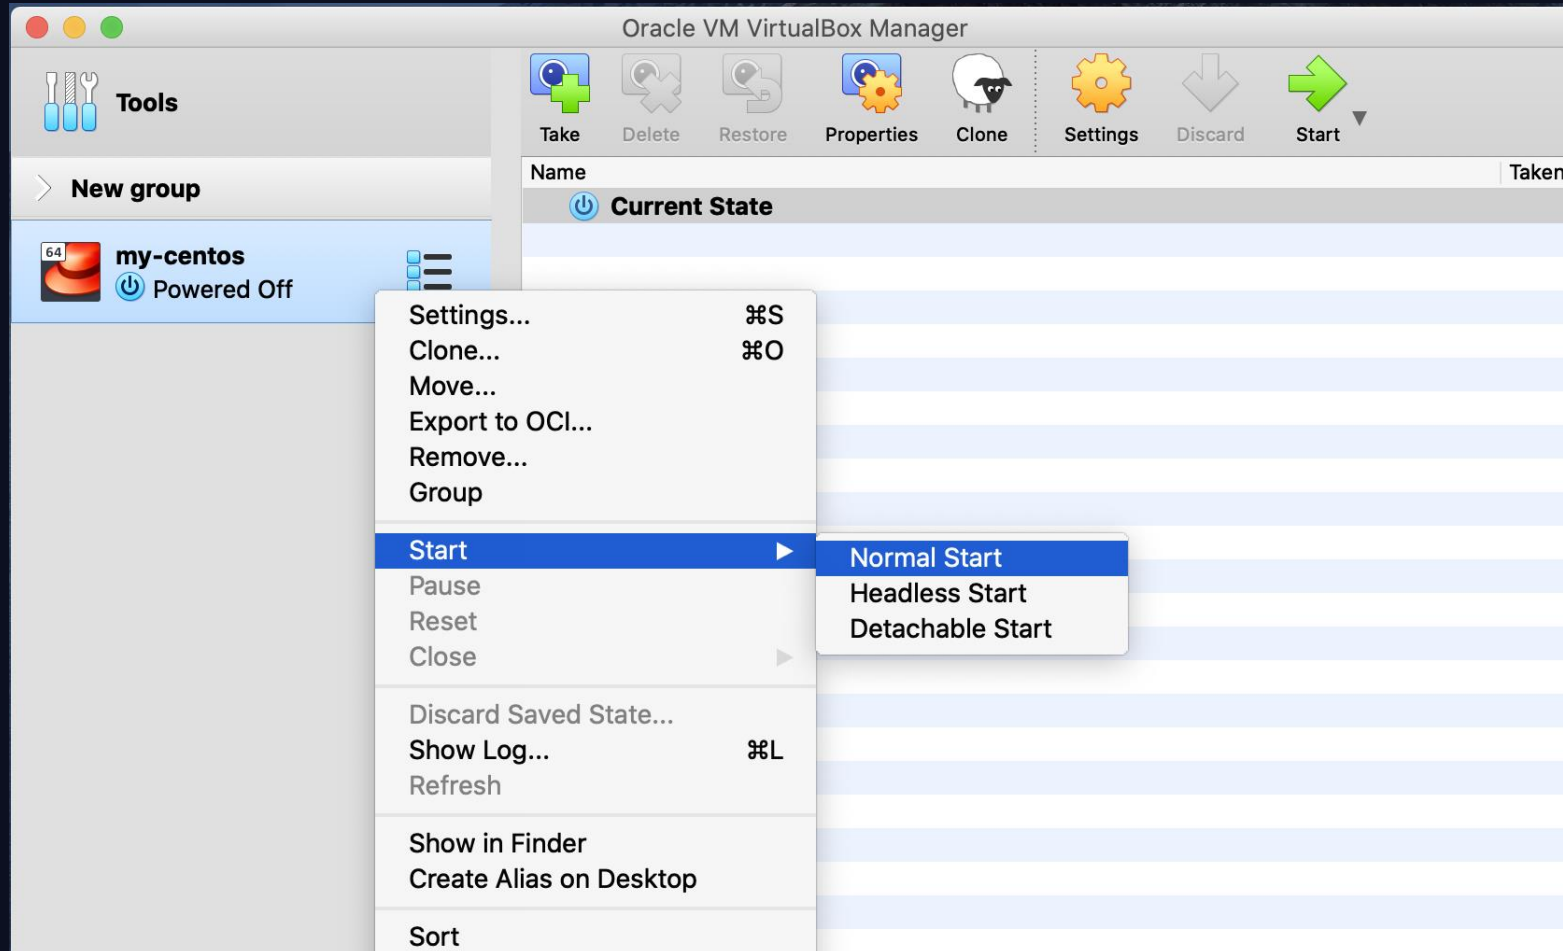 Oracle VM VirtualBox Manager
Tools
Take
Delete
Restore
Properties
Clone
Settings
Discard
Start
New group
Name
Taken
Current State
64
my-centos
Powered Off
Settings... ⌘S
Clone... ⌘O
Move...
Export to OCI...
Remove...
Group
Start
Normal Start
Headless Start
Detachable Start
Pause
Reset
Close
Discard Saved State...
Show Log... ⌘L
Refresh
Show in Finder
Create Alias on Desktop
Sort